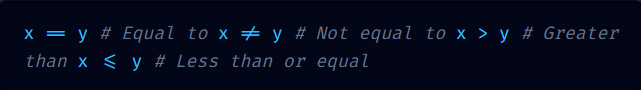 x == y # Equal to x != y # Not equal to x > y # Greater
than x <= y # Less than or equal